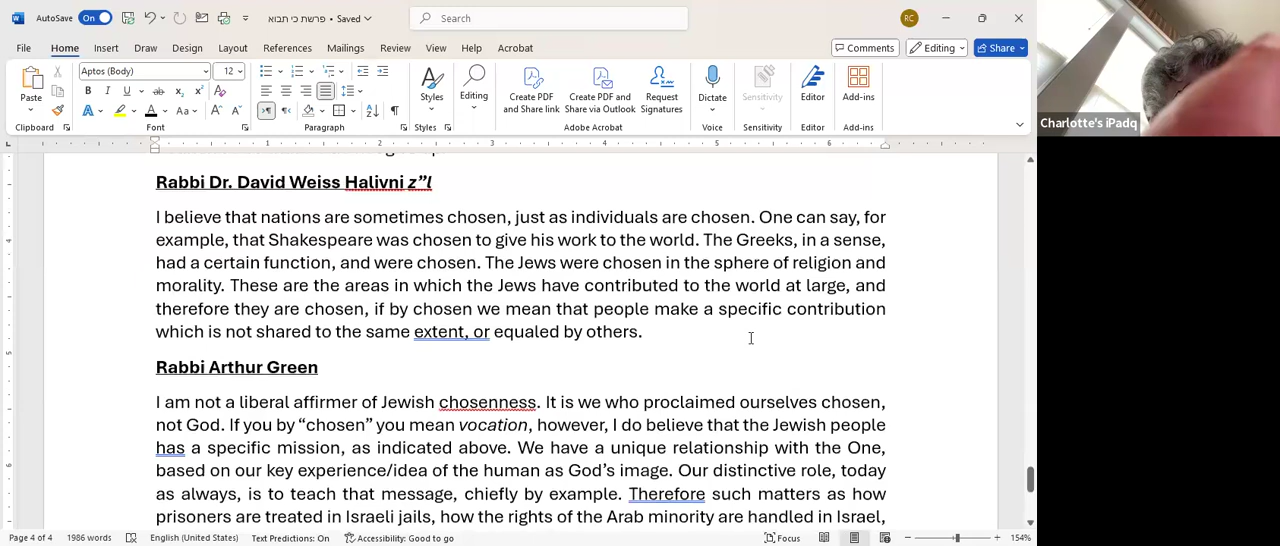 AutoSave On פרשת כי תבוא • Saved Search RC
File Home Insert Draw Design Layout References Mailings Review View Help Acrobat Comments Editing Share
Aptos (Body) 12
Paste Styles Editing Create PDF and Share link Create PDF and Share via Outlook Request Signatures Dictate Sensitivity Editor Add-ins
Clipboard Font Paragraph Styles Adobe Acrobat Voice Sensitivity Editor Add-ins
Charlotte's iPadq
1 2 3 4 5 6
Rabbi Dr. David Weiss Halivni z”l
I believe that nations are sometimes chosen, just as individuals are chosen. One can say, for
example, that Shakespeare was chosen to give his work to the world. The Greeks, in a sense,
had a certain function, and were chosen. The Jews were chosen in the sphere of religion and
morality. These are the areas in which the Jews have contributed to the world at large, and
therefore they are chosen, if by chosen we mean that people make a specific contribution
which is not shared to the same extent, or equaled by others.
Rabbi Arthur Green
I am not a liberal affirmer of Jewish chosenness. It is we who proclaimed ourselves chosen,
not God. If you by “chosen” you mean vocation, however, I do believe that the Jewish people
has a specific mission, as indicated above. We have a unique relationship with the One,
based on our key experience/idea of the human as God’s image. Our distinctive role, today
as always, is to teach that message, chiefly by example. Therefore such matters as how
prisoners are treated in Israeli jails, how the rights of the Arab minority are handled in Israel,
Page 4 of 4 1986 words English (United States) Text Predictions: On Accessibility: Good to go Focus 154%